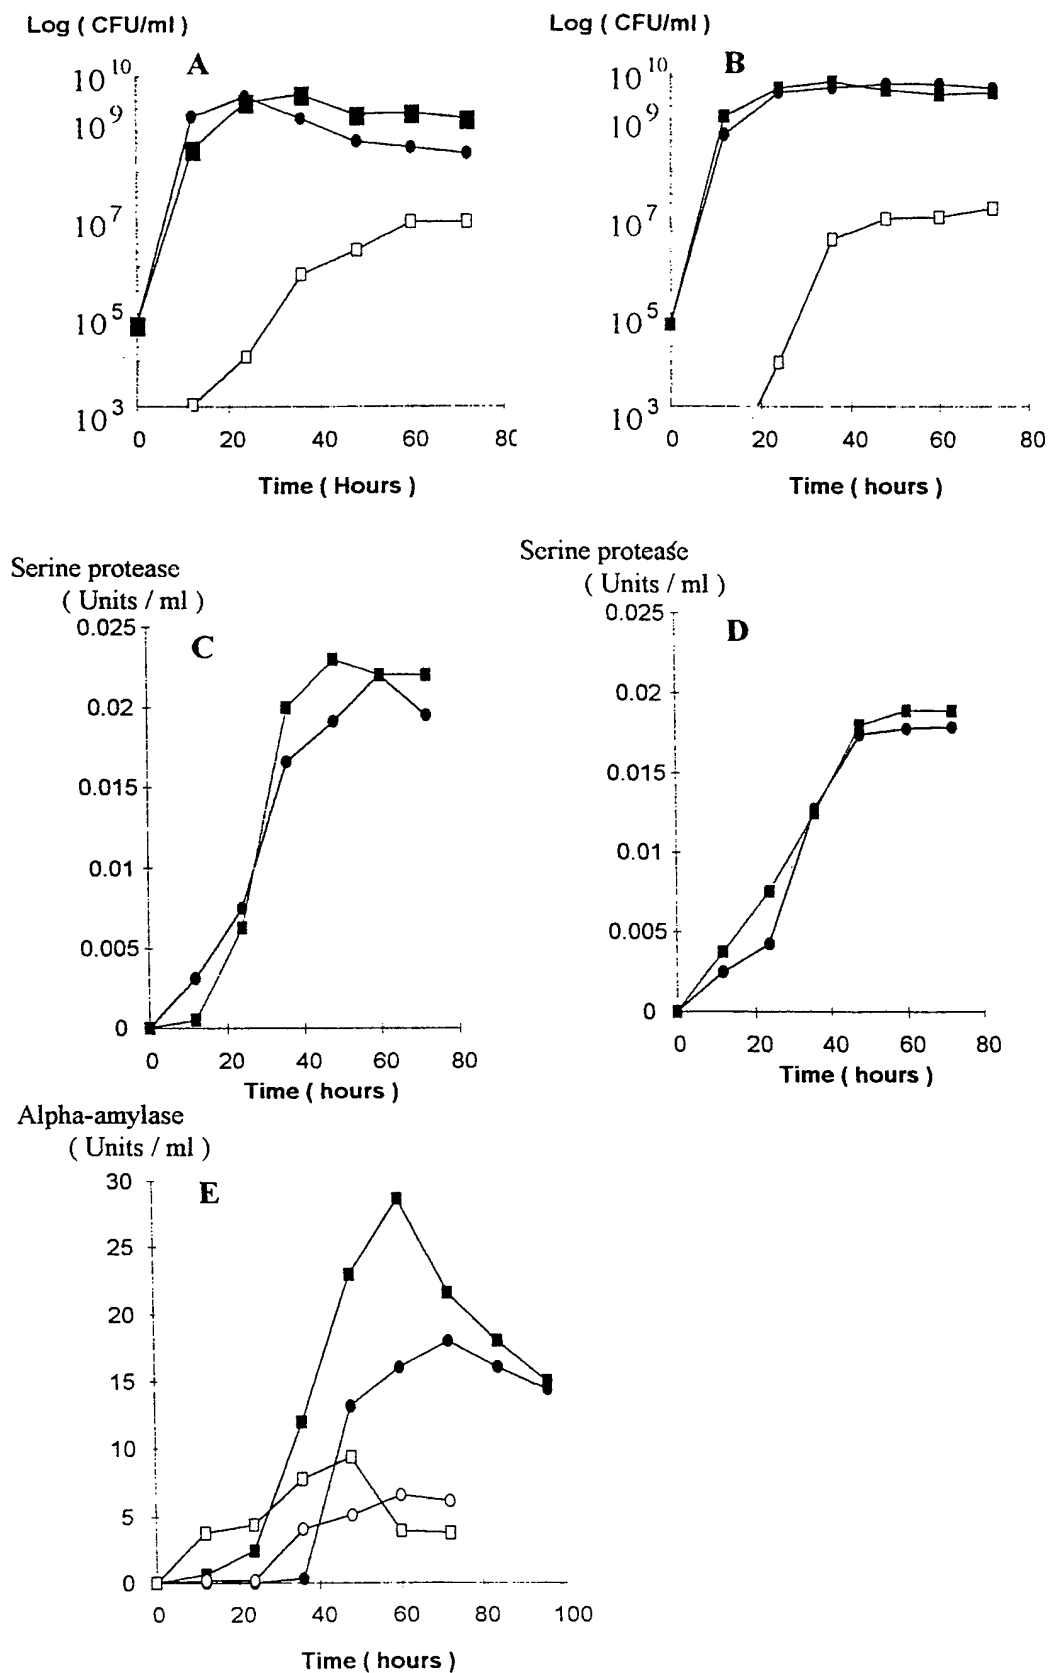 Log ( CFU/ml )
A
10 10
10 9
10 7
10 5
10 3
0 20 40 60 80
Time ( Hours )
Log ( CFU/ml )
B
10 10
10 9
10 7
10 5
10 3
0 20 40 60 80
Time ( hours )
Serine protease
( Units / ml )
C
0.025
0.02
0.015
0.01
0.005
0
0 20 40 60 80
Time ( hours )
Serine protease
( Units / ml )
D
0.025
0.02
0.015
0.01
0.005
0
0 20 40 60 80
Time ( hours )
Alpha-amylase
( Units / ml )
E
30
25
20
15
10
5
0
0 20 40 60 80 100
Time ( hours )